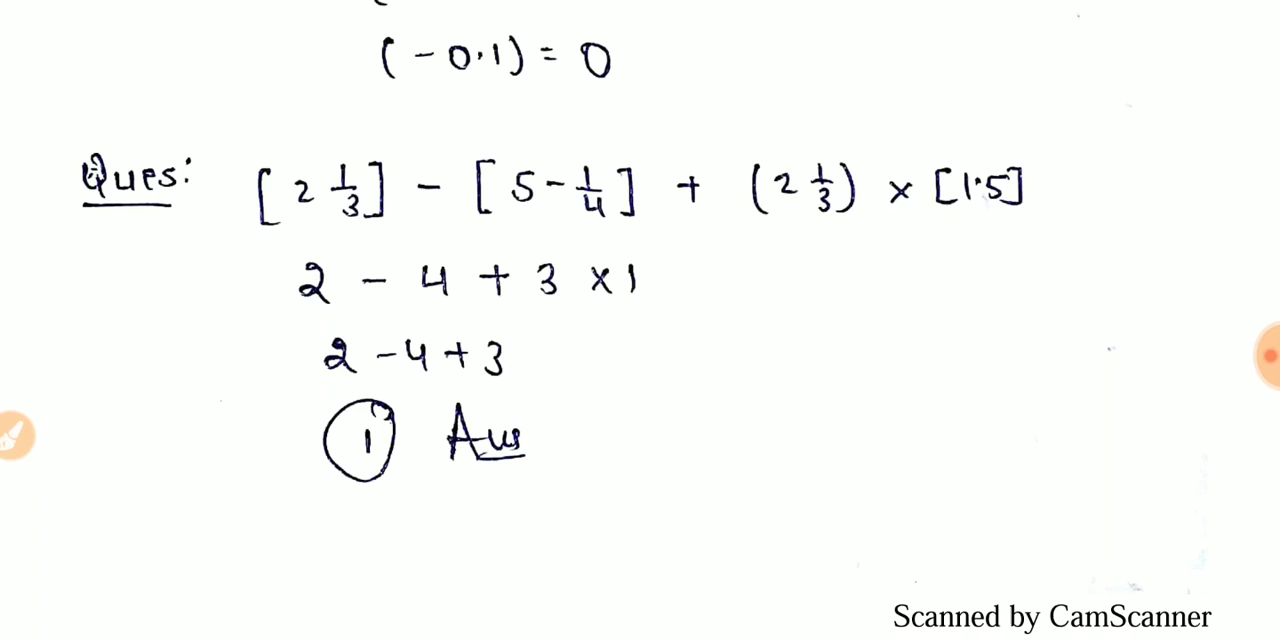 (-0.1) = 0
Ques: [2 1/3] - [5 - 1/4] + (2 1/3) × [1.5]
2 - 4 + 3 × 1
2 - 4 + 3
1 Ans
Scanned by CamScanner